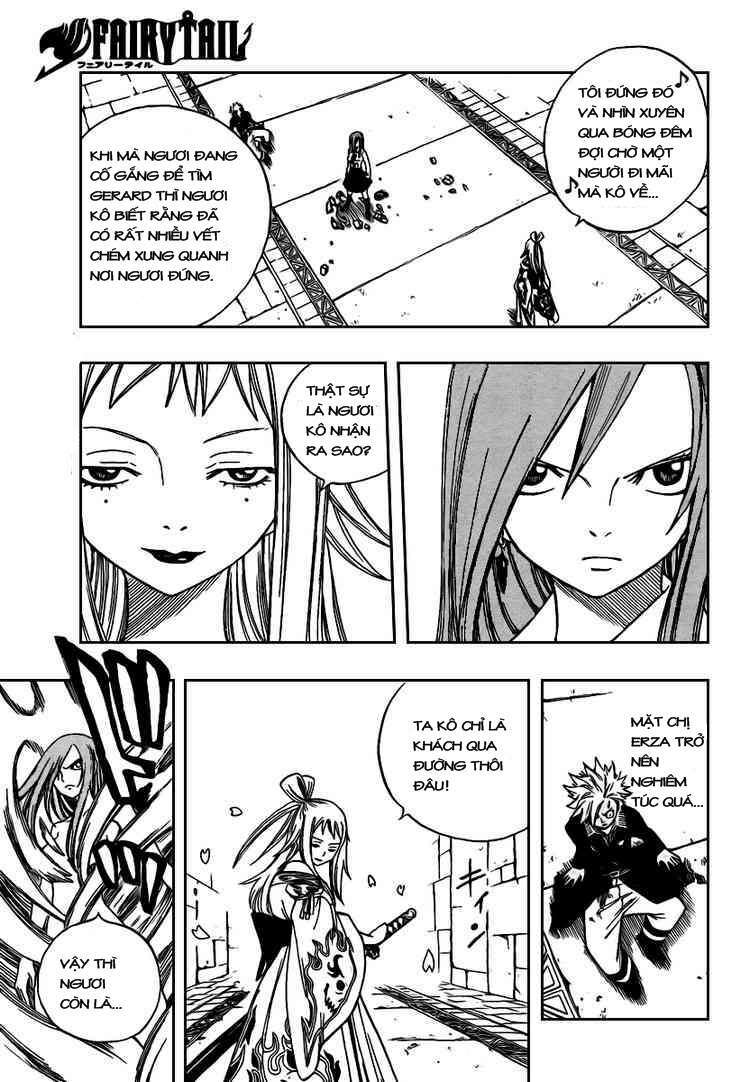 FAIRY TAIL
フェアリーテイル
TÔI ĐỨNG ĐÓ
VÀ NHÌN XUYÊN
QUA BÓNG ĐÊM
ĐỢI CHỜ MỘT
NGƯỜI ĐI MÃI
MÀ KÔ VỀ...
KHI MÀ NGƯƠI ĐANG
CỐ GẮNG ĐỂ TÌM
GERARD THÌ NGƯƠI
KÔ BIẾT RẰNG ĐÃ
CÓ RẤT NHIỀU VẾT
CHÉM XUNG QUANH
NƠI NGƯƠI ĐỨNG.
THẬT SỰ
LÀ NGƯƠI
KÔ NHẬN
RA SAO?
MẶT CHỊ
ERZA TRỞ
NÊN
NGHIÊM
TÚC QUÁ...
TA KÔ CHỈ LÀ
KHÁCH QUA
ĐƯỜNG THÔI
ĐÂU!
VẬY THÌ
NGƯƠI
CÒN LÀ...